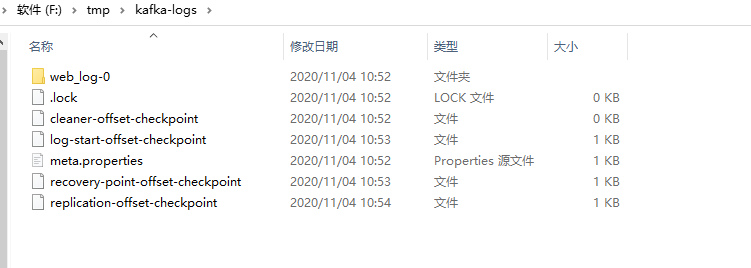 软件 (F:) > tmp > kafka-logs >
名称 修改日期 类型 大小
web_log-0 2020/11/04 10:52 文件夹
.lock 2020/11/04 10:52 LOCK 文件 0 KB
cleaner-offset-checkpoint 2020/11/04 10:52 文件 0 KB
log-start-offset-checkpoint 2020/11/04 10:53 文件 1 KB
meta.properties 2020/11/04 10:52 Properties 源文件 1 KB
recovery-point-offset-checkpoint 2020/11/04 10:53 文件 1 KB
replication-offset-checkpoint 2020/11/04 10:54 文件 1 KB